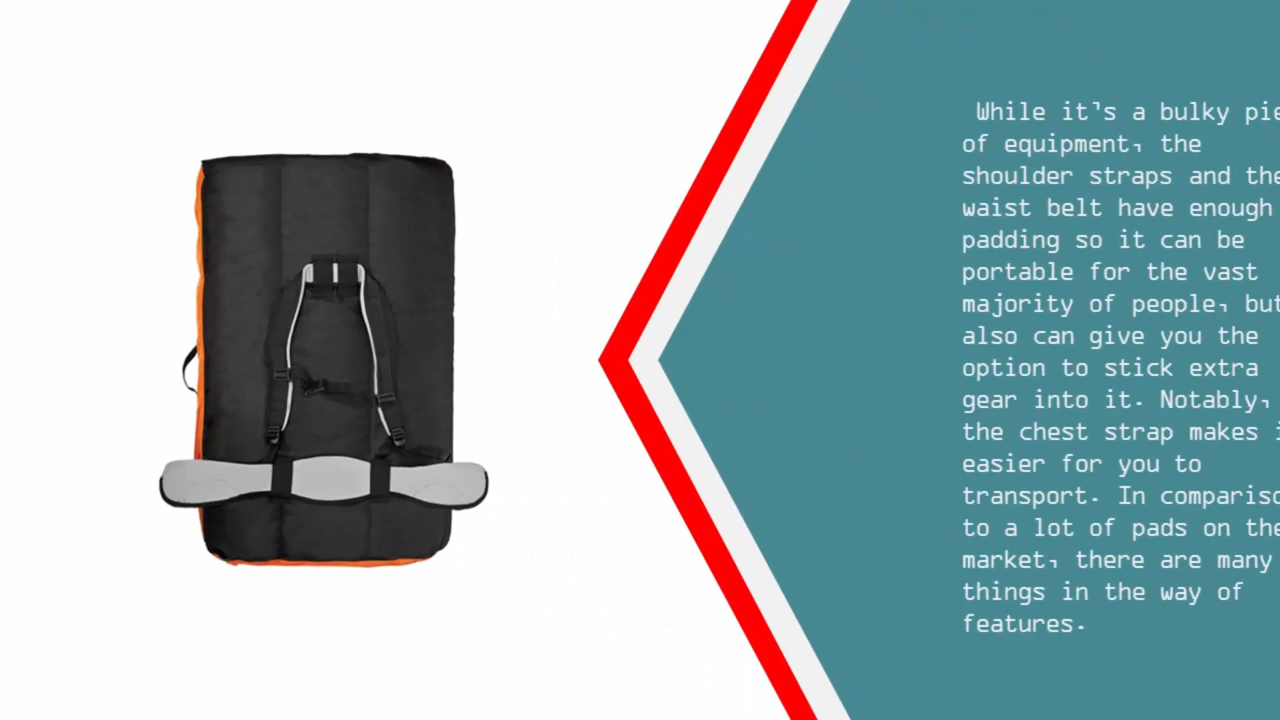 While it's a bulky pie
of equipment, the
shoulder straps and the
waist belt have enough
padding so it can be
portable for the vast
majority of people, but
also can give you the
option to stick extra
gear into it. Notably,
the chest strap makes i
easier for you to
transport. In compariso
to a lot of pads on the
market, there are many
things in the way of
features.